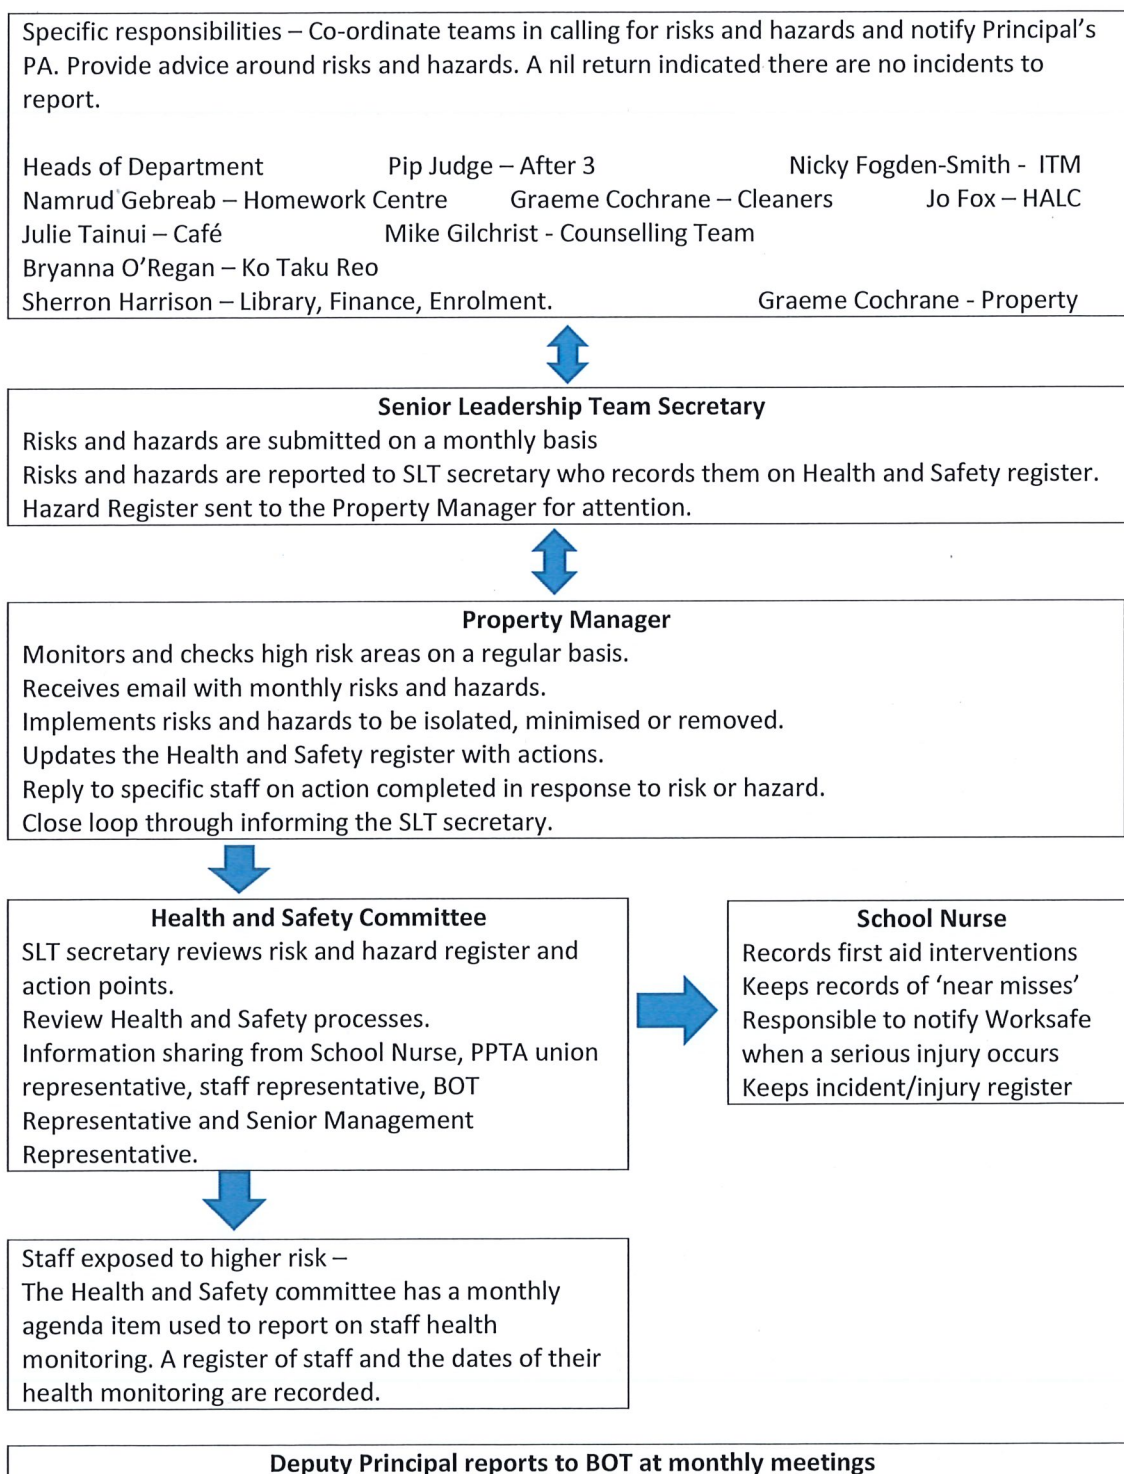 Specific responsibilities – Co-ordinate teams in calling for risks and hazards and notify Principal's
PA. Provide advice around risks and hazards. A nil return indicated there are no incidents to
report.
Heads of Department Pip Judge – After 3 Nicky Fogden-Smith - ITM
Namrud Gebreab – Homework Centre Graeme Cochrane – Cleaners Jo Fox – HALC
Julie Tainui – Café Mike Gilchrist - Counselling Team
Bryanna O'Regan – Ko Taku Reo
Sherron Harrison – Library, Finance, Enrolment. Graeme Cochrane - Property
Senior Leadership Team Secretary
Risks and hazards are submitted on a monthly basis
Risks and hazards are reported to SLT secretary who records them on Health and Safety register.
Hazard Register sent to the Property Manager for attention.
Property Manager
Monitors and checks high risk areas on a regular basis.
Receives email with monthly risks and hazards.
Implements risks and hazards to be isolated, minimised or removed.
Updates the Health and Safety register with actions.
Reply to specific staff on action completed in response to risk or hazard.
Close loop through informing the SLT secretary.
Health and Safety Committee
SLT secretary reviews risk and hazard register and
action points.
Review Health and Safety processes.
Information sharing from School Nurse, PPTA union
representative, staff representative, BOT
Representative and Senior Management
Representative.
School Nurse
Records first aid interventions
Keeps records of 'near misses'
Responsible to notify Worksafe
when a serious injury occurs
Keeps incident/injury register
Staff exposed to higher risk –
The Health and Safety committee has a monthly
agenda item used to report on staff health
monitoring. A register of staff and the dates of their
health monitoring are recorded.
Deputy Principal reports to BOT at monthly meetings